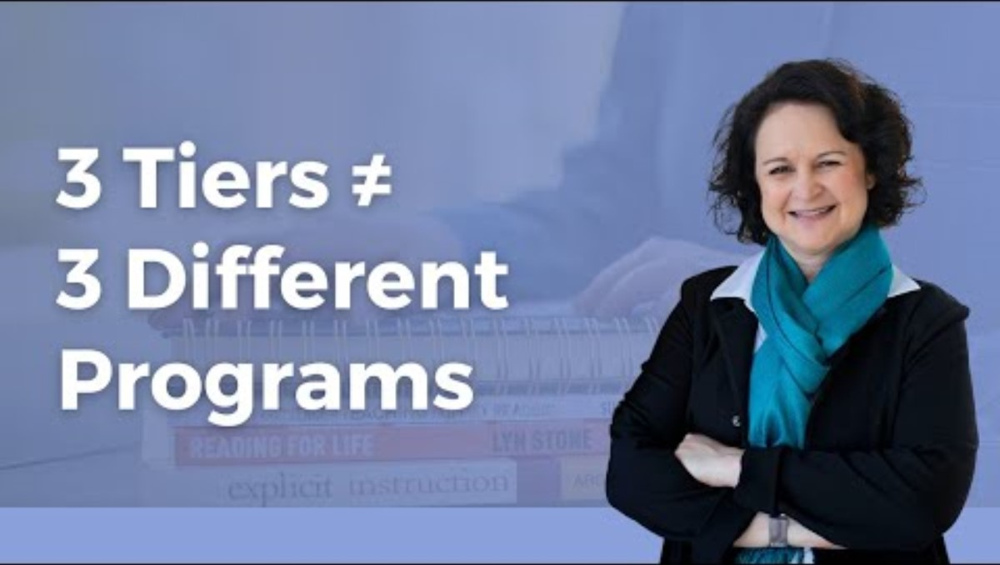 3 Tiers ≠
3 Different
Programs
READING FOR LIFE LYN STONE
explicit instruction